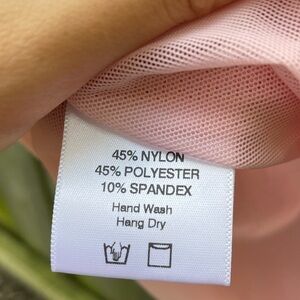 45% NYLON
45% POLYESTER
10% SPANDEX
Hand Wash
Hang Dry